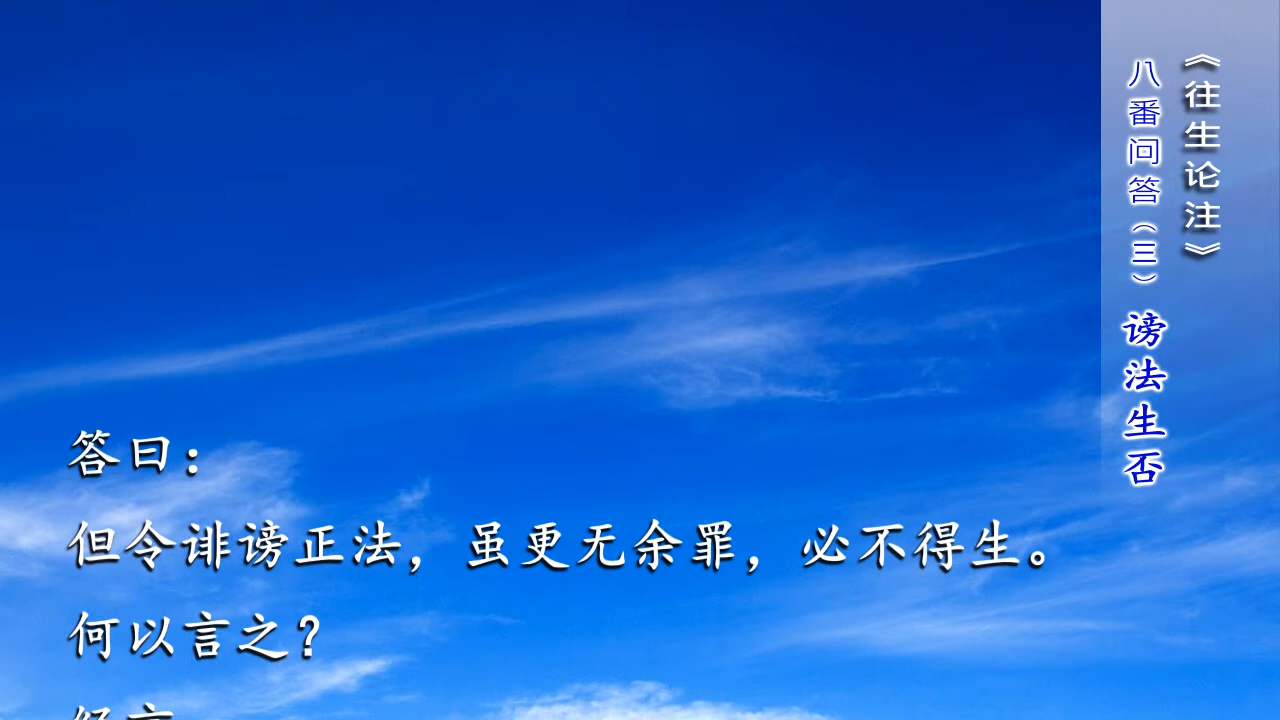 《往生论注》
八番问答（三）谤法生否
答曰：
但令诽谤正法，虽更无余罪，必不得生。
何以言之？